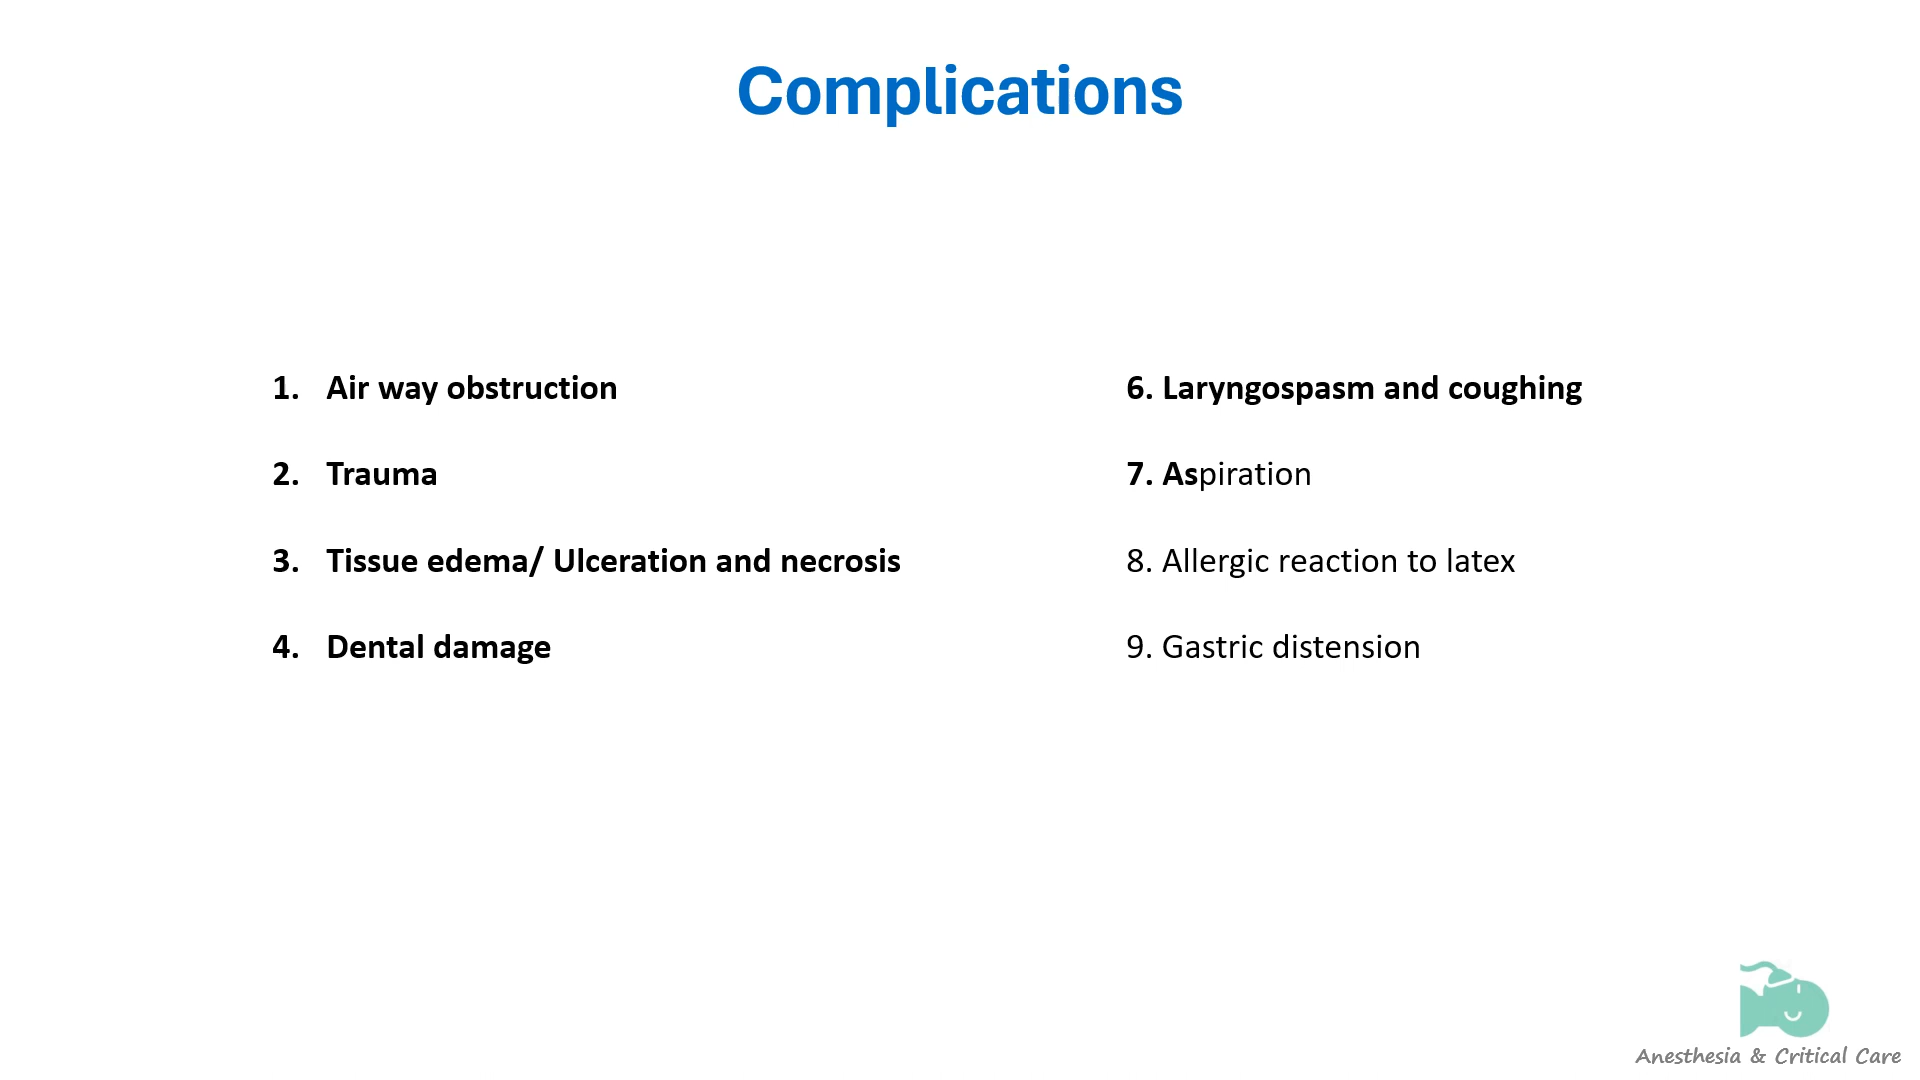 Complications
1. Air way obstruction
2. Trauma
3. Tissue edema/ Ulceration and necrosis
4. Dental damage
6. Laryngospasm and coughing
7. Aspiration
8. Allergic reaction to latex
9. Gastric distension
Anesthesia & Critical Care